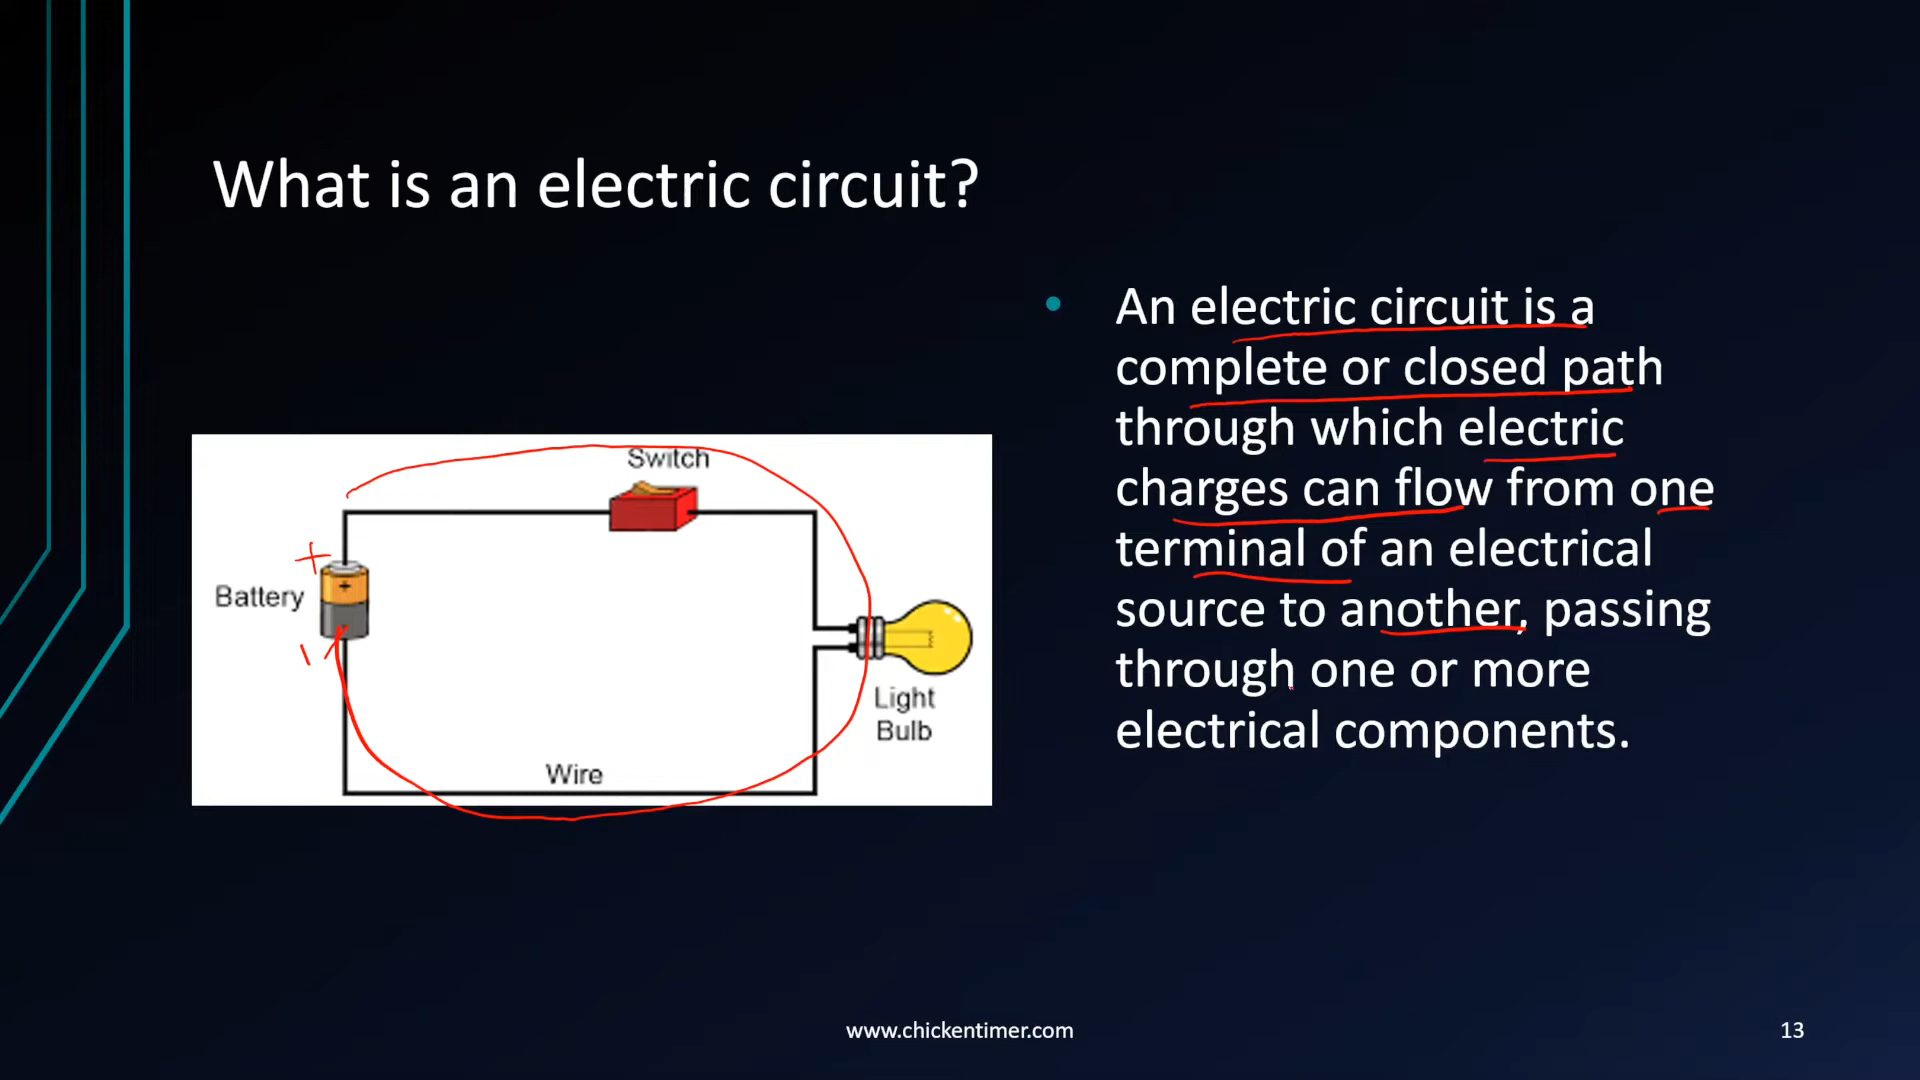 What is an electric circuit?
• An electric circuit is a
complete or closed path
through which electric
charges can flow from one
terminal of an electrical
source to another, passing
through one or more
electrical components.
Switch
+
+
Battery
Light
Bulb
Wire
www.chickentimer.com
13